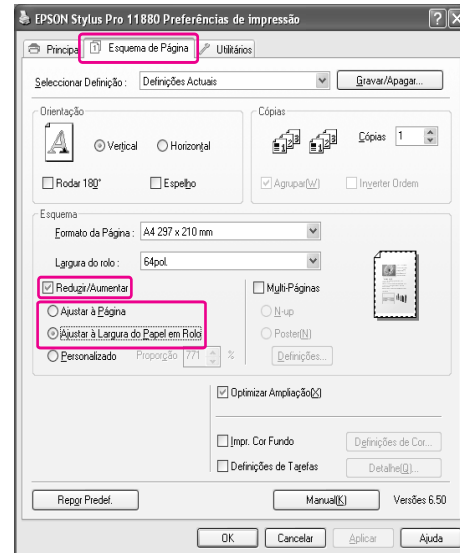 EPSON Stylus Pro 11880 Preferências de impressão
Principal Esquema de Página Utilitários
Seleccionar Definição : Definições Actuais Gravar/Apagar...
Orientação
Vertical Horizontal
Rodar 180° Espelho
Cópias
Cópias 1
Agrupar(W) Inverter Ordem
Esquema
Formato da Página : A4 297 x 210 mm
Largura do rolo : 64pol.
Reduzir/Aumentar
Ajustar à Página
Ajustar à Largura do Papel em Rolo
Personalizado Proporção 771 %
Multi-Páginas
N-up
Poster(N)
Definições...
Optimizar Ampliação(X)
Impr. Cor Fundo Definições de Cor...
Definições de Tarefas Detalhe(Q)...
Repor Predef. Manual(K) Versões 6.50
OK Cancelar Aplicar Ajuda